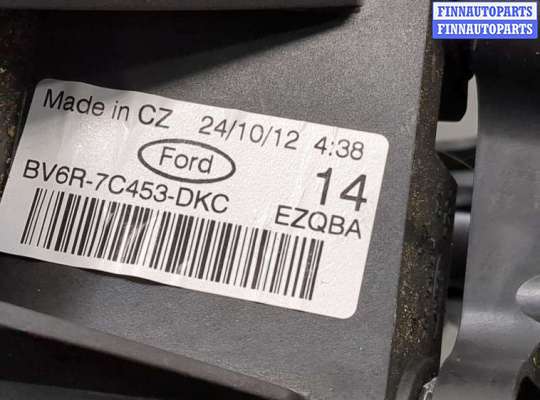 FINNAUTOPARTS
FINNAUTOPARTS
Made in CZ 24/10/12 4:38
Ford
BV6R-7C453-DKC 14
EZQBA